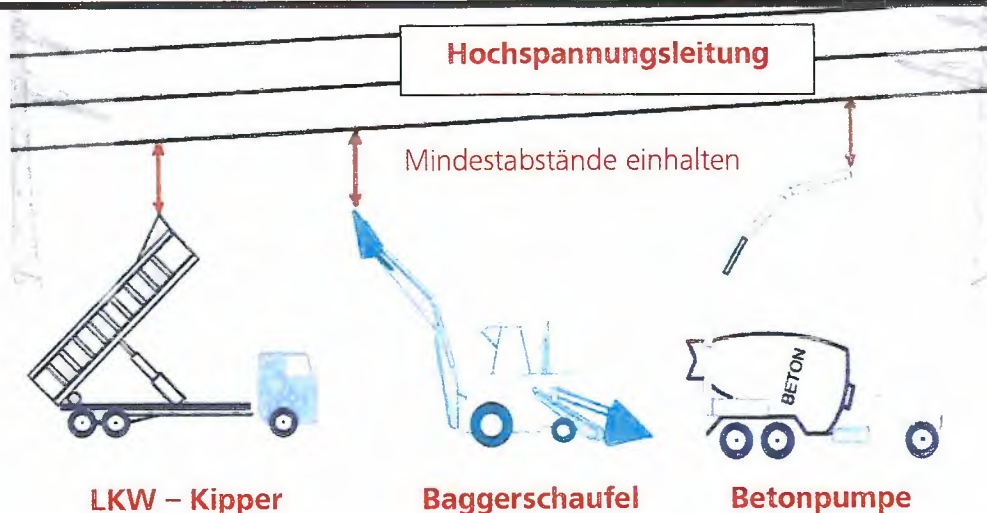 Hochspannungsleitung
Mindestabstände einhalten
BETON
LKW – Kipper
Baggerschaufel
Betonpumpe